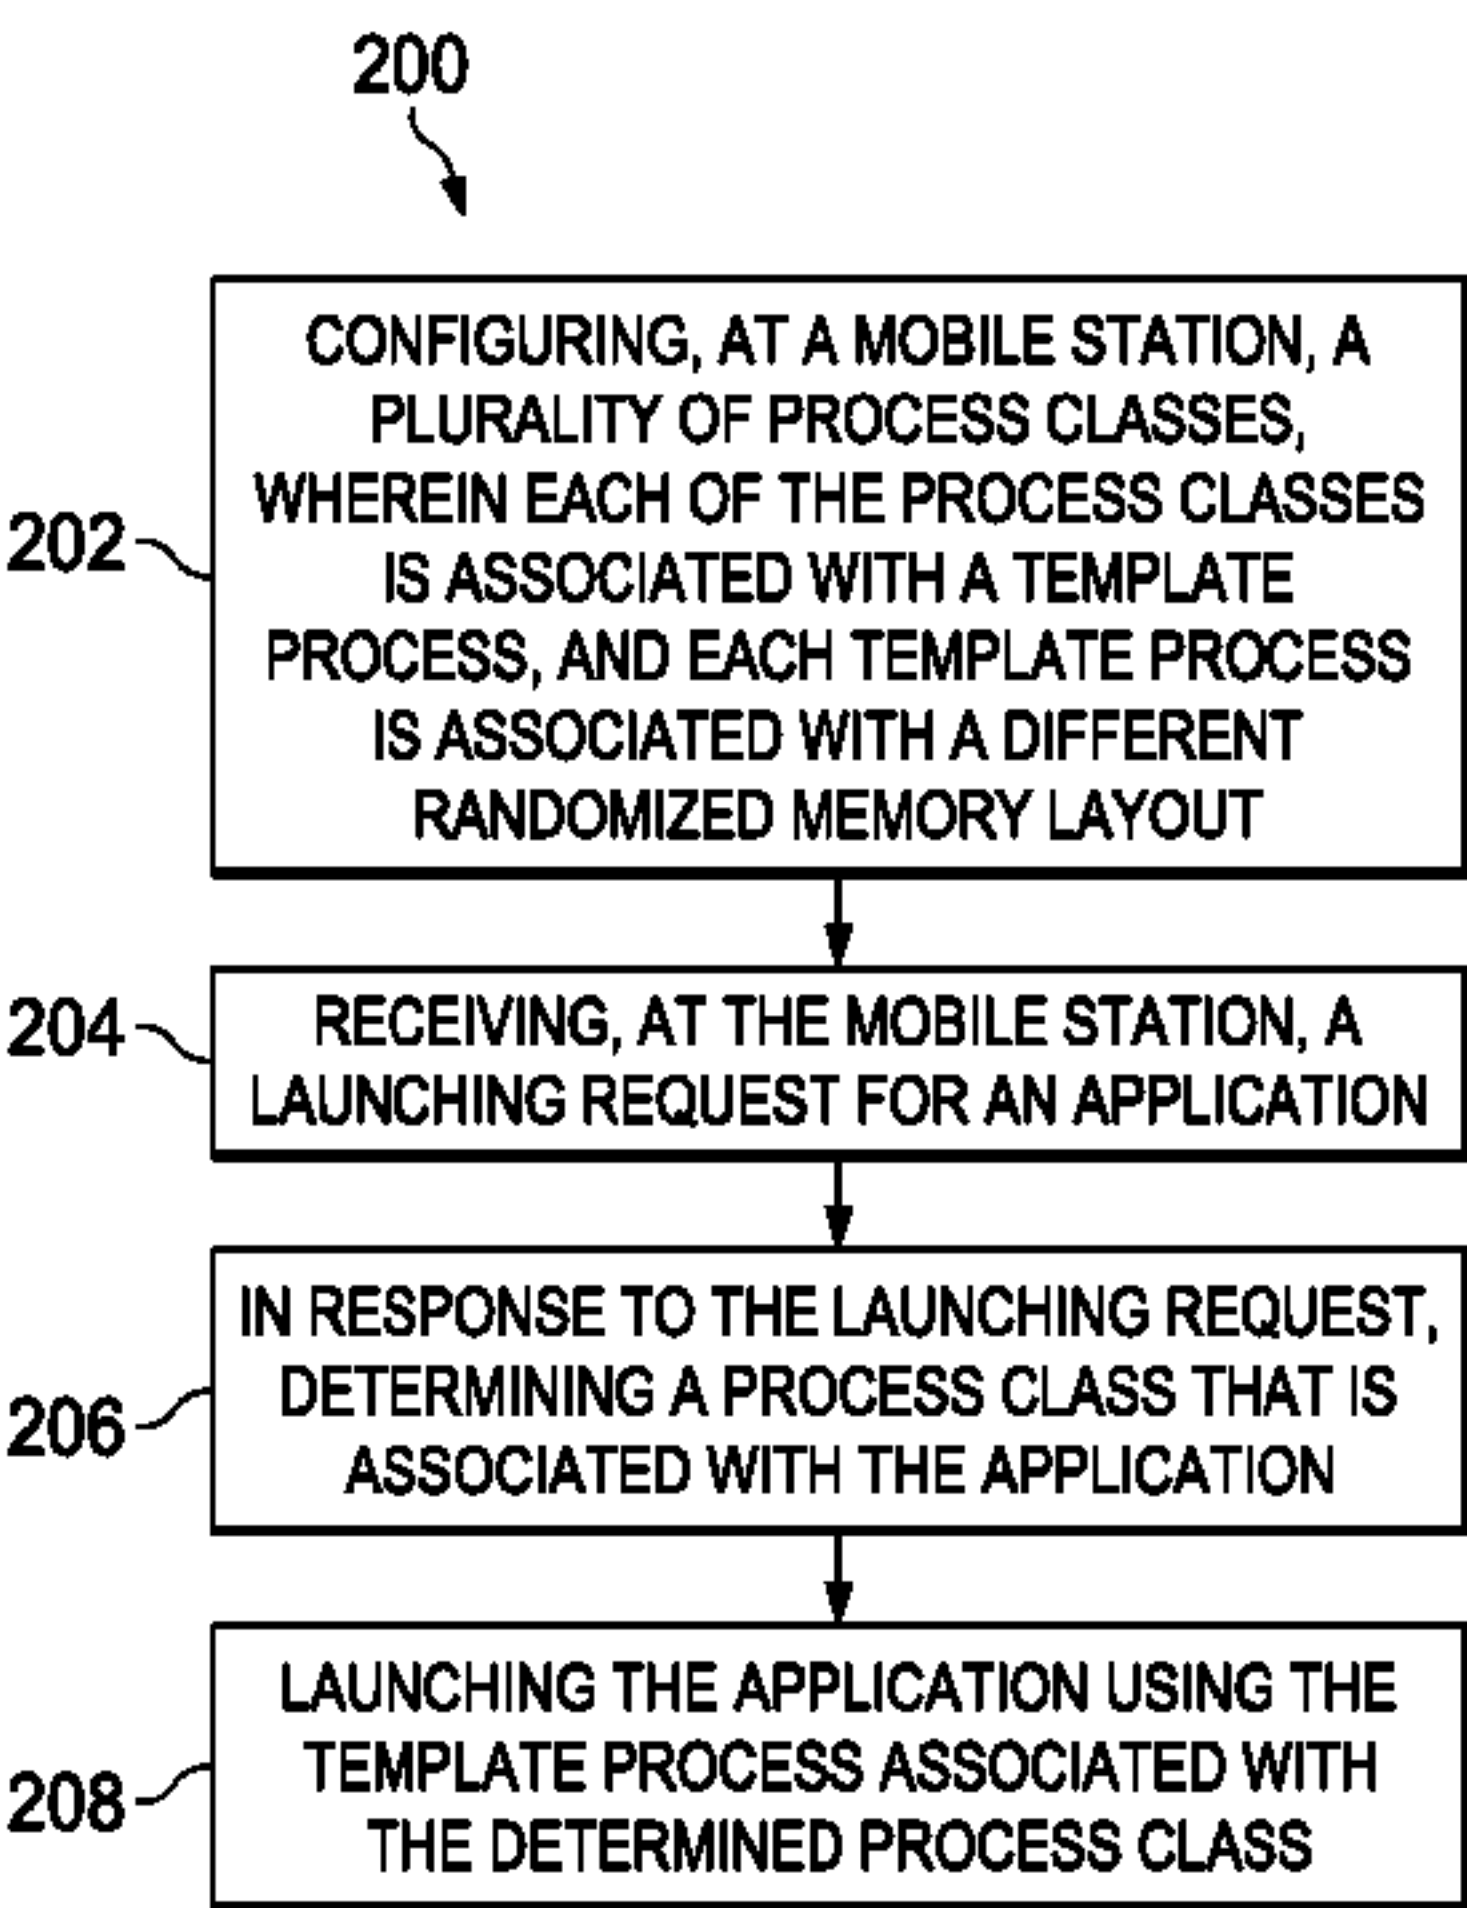 200
202
CONFIGURING, AT A MOBILE STATION, A
PLURALITY OF PROCESS CLASSES,
WHEREIN EACH OF THE PROCESS CLASSES
IS ASSOCIATED WITH A TEMPLATE
PROCESS, AND EACH TEMPLATE PROCESS
IS ASSOCIATED WITH A DIFFERENT
RANDOMIZED MEMORY LAYOUT
204
RECEIVING, AT THE MOBILE STATION, A
LAUNCHING REQUEST FOR AN APPLICATION
206
IN RESPONSE TO THE LAUNCHING REQUEST,
DETERMINING A PROCESS CLASS THAT IS
ASSOCIATED WITH THE APPLICATION
208
LAUNCHING THE APPLICATION USING THE
TEMPLATE PROCESS ASSOCIATED WITH
THE DETERMINED PROCESS CLASS